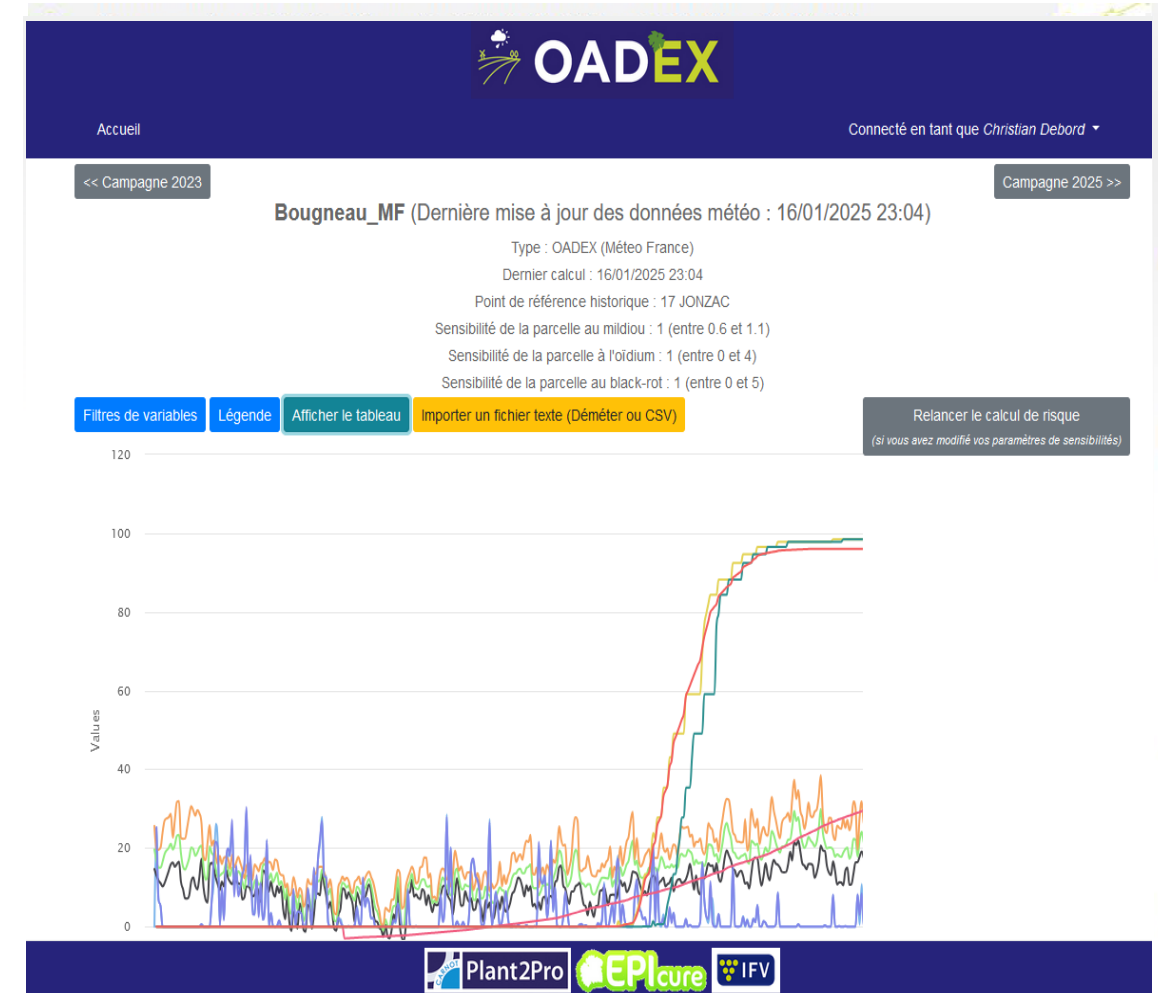 OADEX
Accueil
Connecté en tant que Christian Debord
<< Campagne 2023
Campagne 2025 >>
Bougneau_MF (Dernière mise à jour des données météo : 16/01/2025 23:04)
Type : OADEX (Méteo France)
Dernier calcul : 16/01/2025 23:04
Point de référence historique : 17 JONZAC
Sensibilité de la parcelle au mildiou : 1 (entre 0.6 et 1.1)
Sensibilité de la parcelle à l'oïdium : 1 (entre 0 et 4)
Sensibilité de la parcelle au black-rot : 1 (entre 0 et 5)
Filtres de variables
Légende
Afficher le tableau
Importer un fichier texte (Déméter ou CSV)
Relancer le calcul de risque
(si vous avez modifié vos paramètres de sensibilités)
120
100
80
60
40
20
0
Values
CARNOT
Plant2Pro
EPIcure
IFV